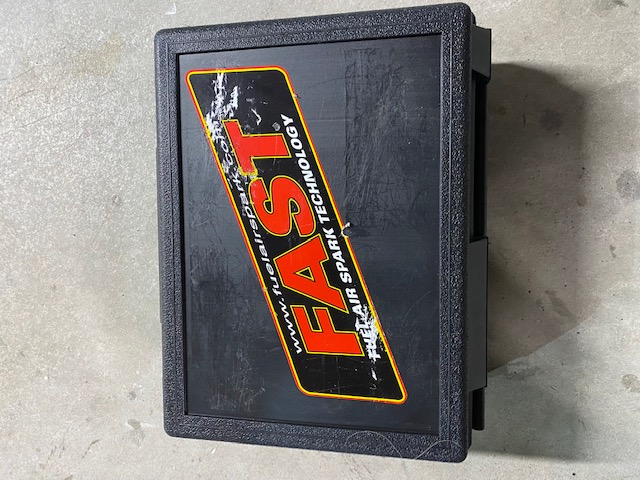 www.fuelairspark.com
FAST
FUEL AIR SPARK TECHNOLOGY